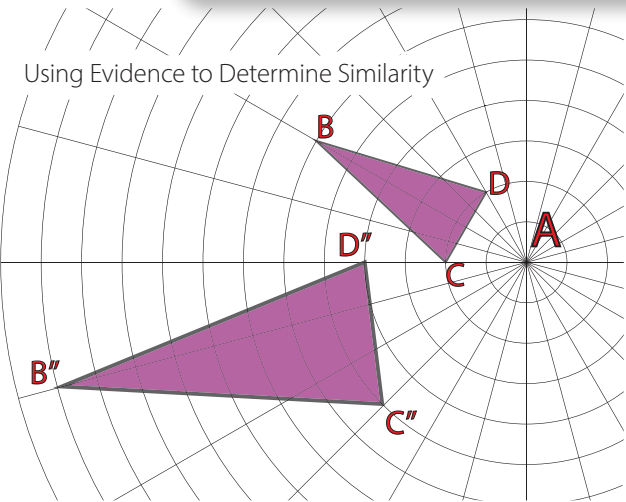 Using Evidence to Determine Similarity
B
D
A
D″
C
B″
C″